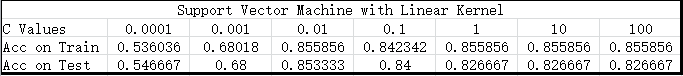 Support Vector Machine with Linear Kernel
C Values 0.0001 0.001 0.01 0.1 1 10 100
Acc on Train 0.536036 0.68018 0.855856 0.842342 0.855856 0.855856 0.855856
Acc on Test 0.546667 0.68 0.853333 0.84 0.826667 0.826667 0.826667